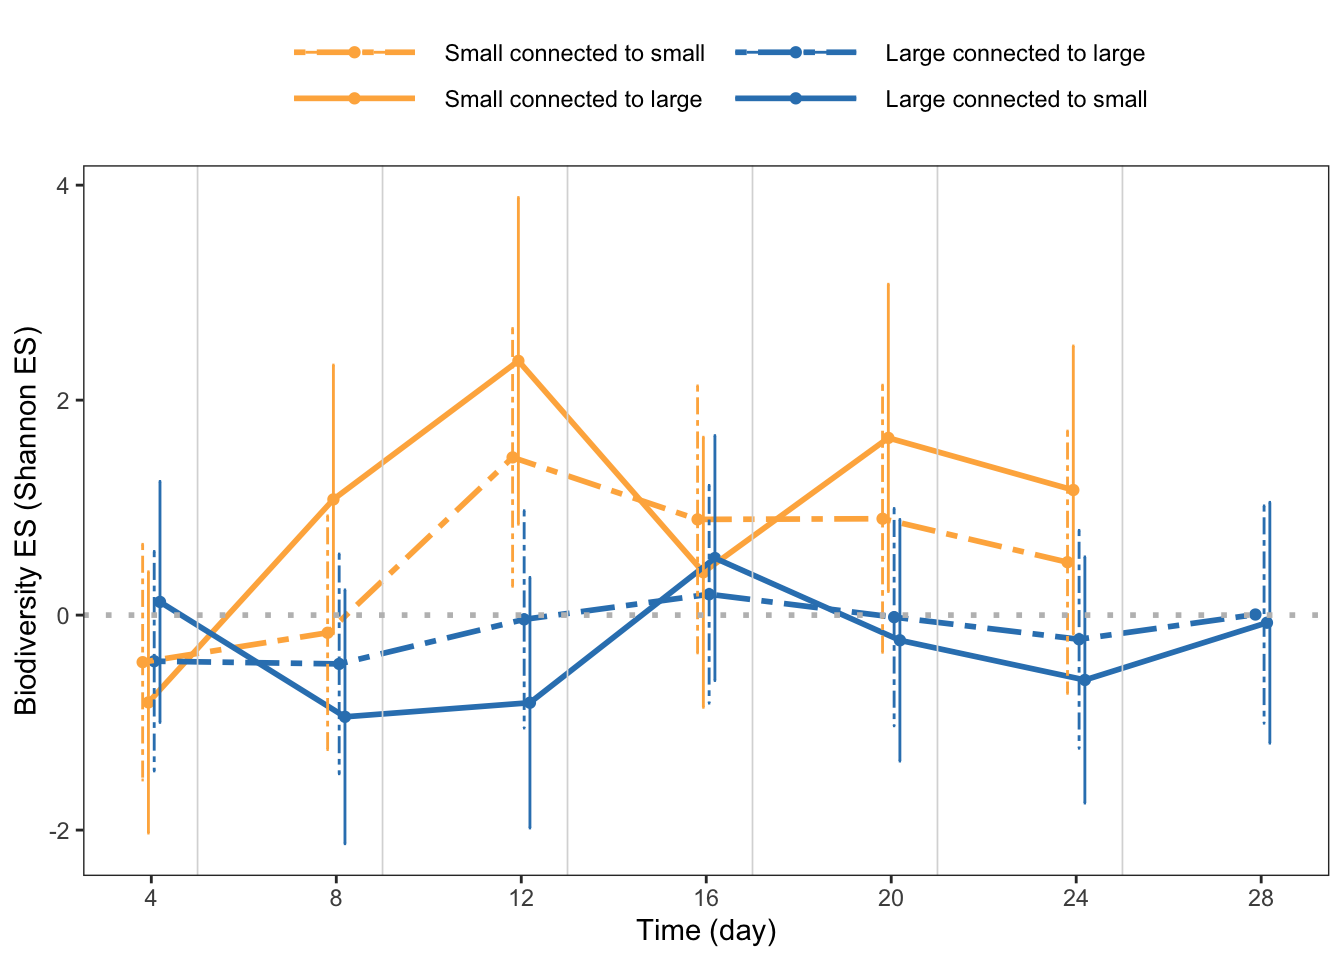 Small connected to small
Large connected to large
Small connected to large
Large connected to small
Biodiversity ES (Shannon ES)
4
2
0
-2
4
8
12
16
20
24
28
Time (day)